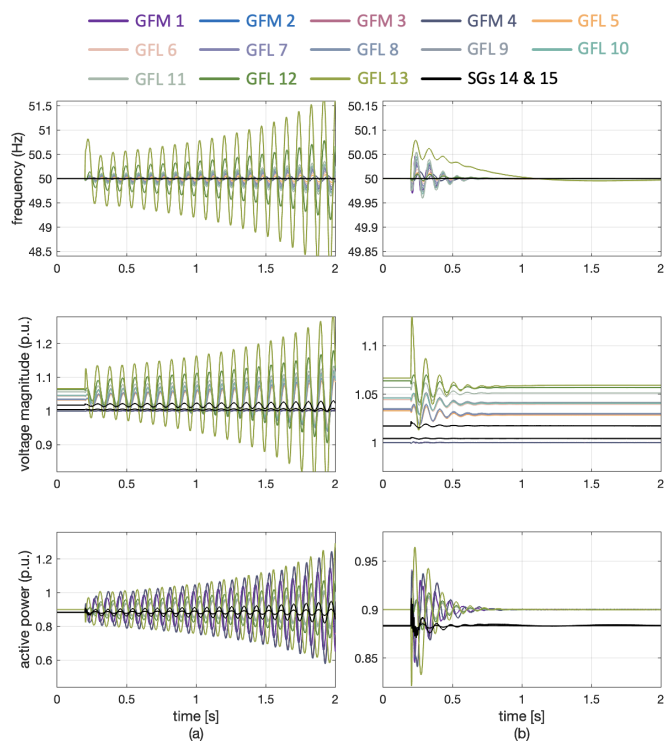 GFM 1 GFM 2 GFM 3 GFM 4 GFL 5
GFL 6 GFL 7 GFL 8 GFL 9 GFL 10
GFL 11 GFL 12 GFL 13 SGs 14 & 15
frequency (Hz)
51.5
51
50.5
50
49.5
49
48.5
0 0.5 1 1.5 2
50.15
50.1
50.05
50
49.95
49.9
49.85
0 0.5 1 1.5 2
voltage magnitude (p.u.)
1.2
1.1
1
0.9
0 0.5 1 1.5 2
1.1
1.05
1
0 0.5 1 1.5 2
active power (p.u.)
1.2
1
0.8
0.6
0 0.5 1 1.5 2
time [s]
(a)
0.95
0.9
0.85
0 0.5 1 1.5 2
time [s]
(b)